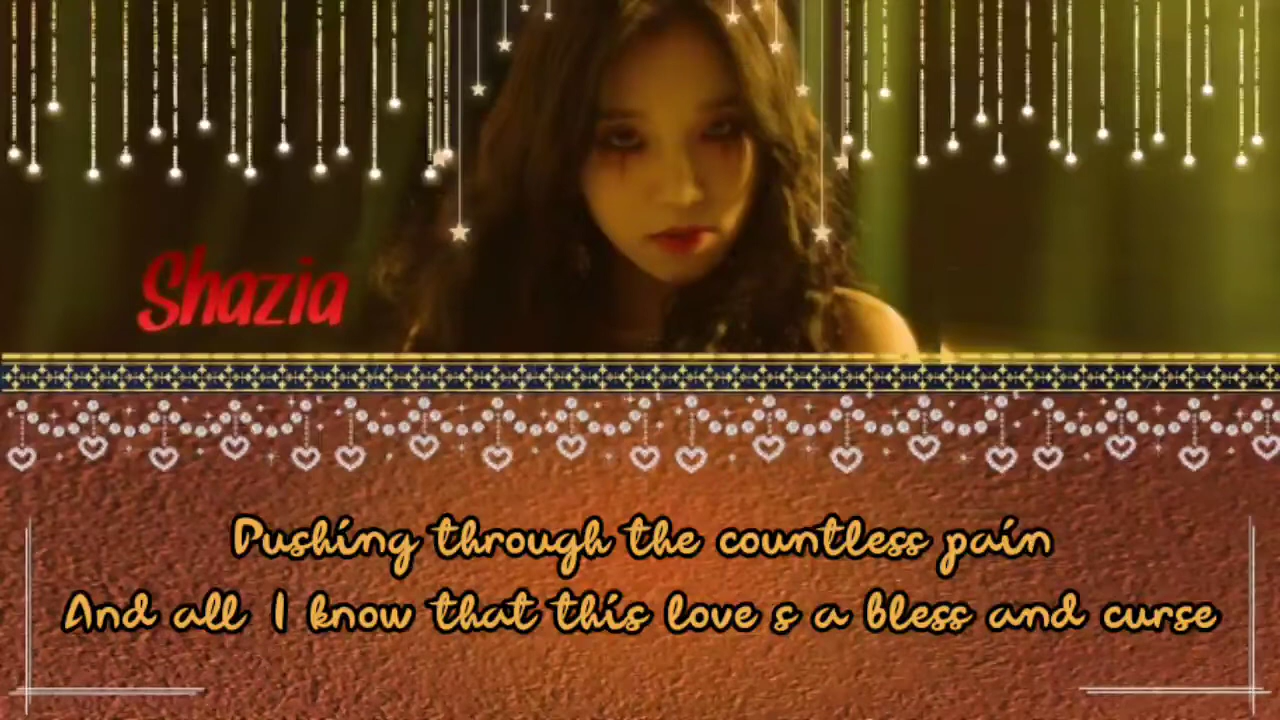 Shazia
Pushing through the countless pain
And all I know that this love s a bless and curse